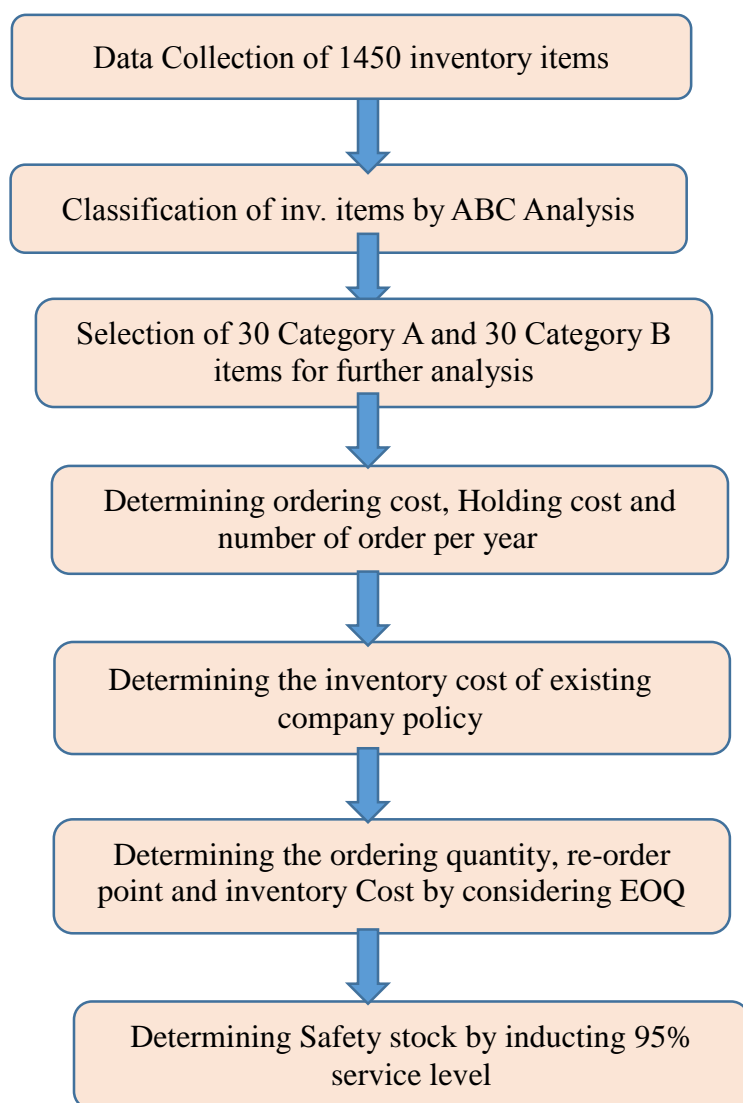 Data Collection of 1450 inventory items
Classification of inv. items by ABC Analysis
Selection of 30 Category A and 30 Category B
items for further analysis
Determining ordering cost, Holding cost and
number of order per year
Determining the inventory cost of existing
company policy
Determining the ordering quantity, re-order
point and inventory Cost by considering EOQ
Determining Safety stock by inducting 95%
service level